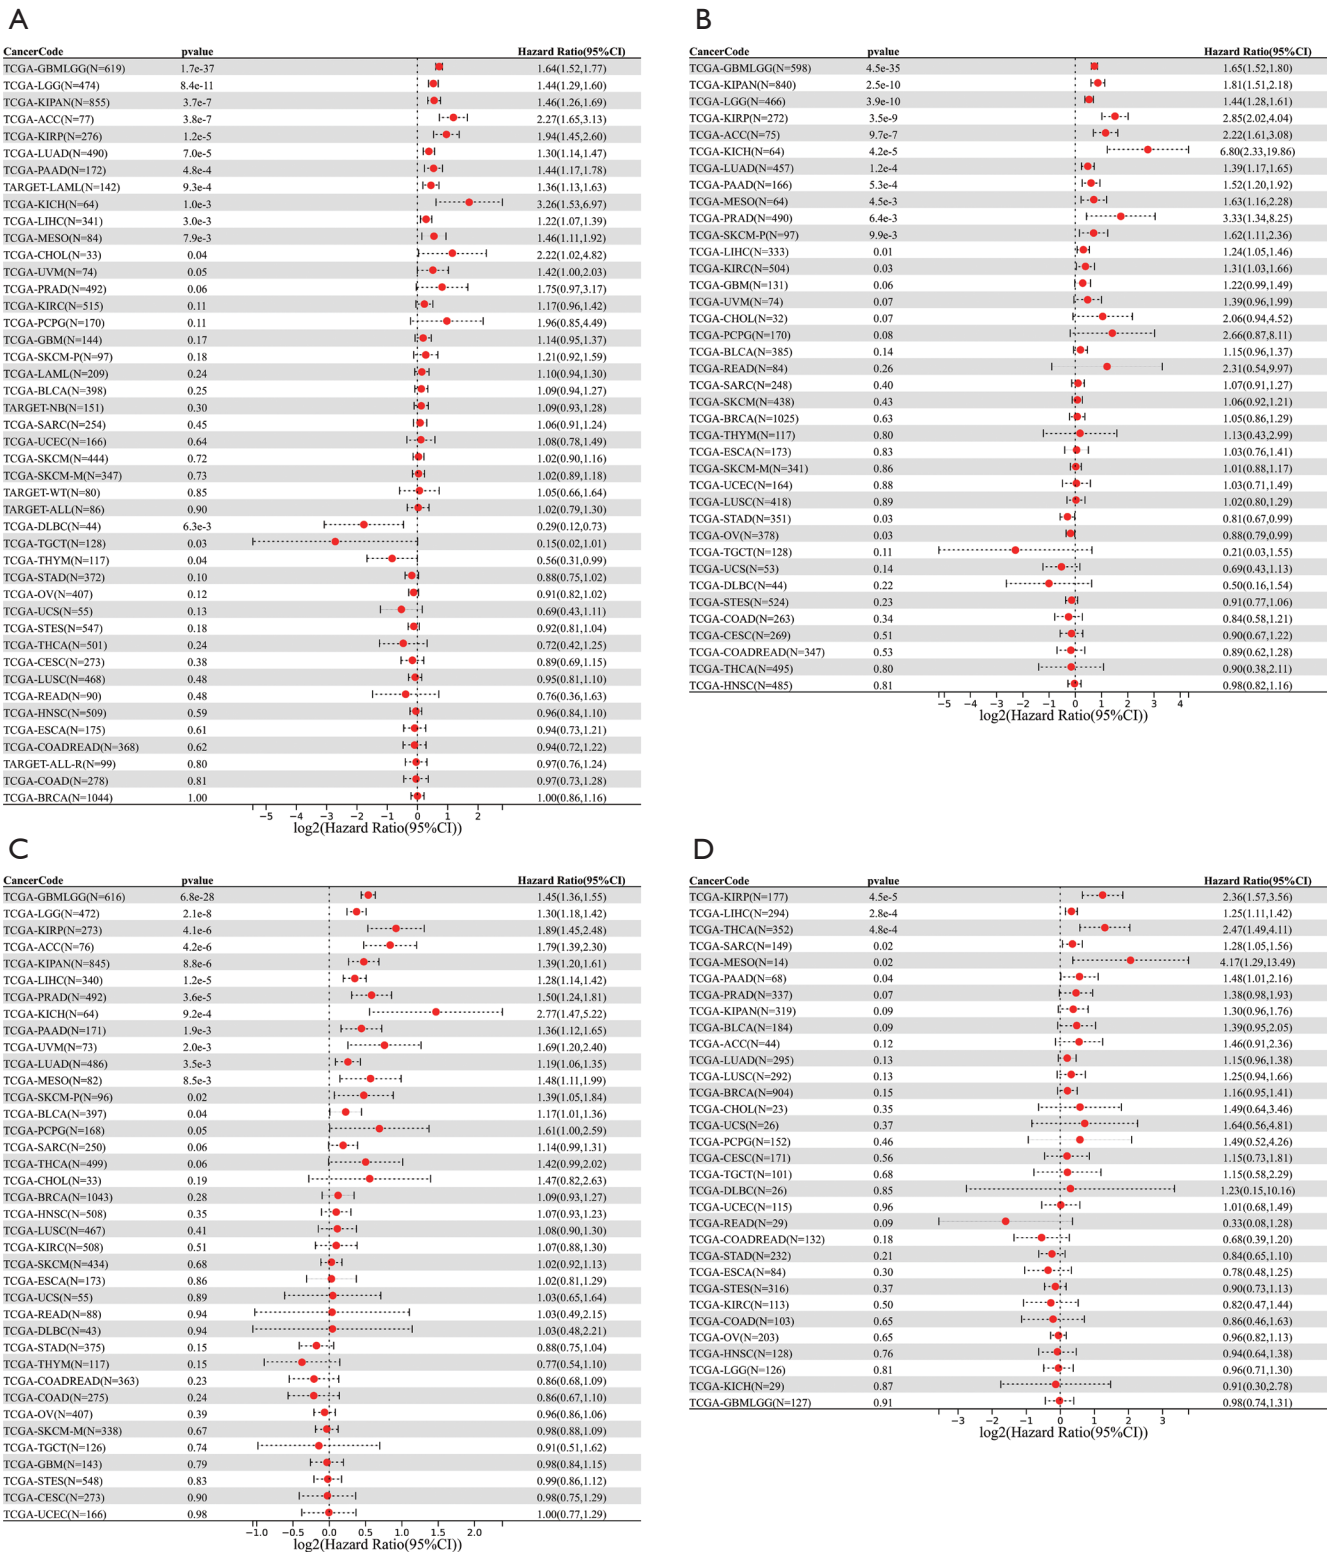 A
CancerCode pvalue Hazard Ratio(95%CI)
TCGA-GBMLGG(N=619) 1.7e-37 1.64(1.52,1.77)
TCGA-LGG(N=474) 8.4e-11 1.44(1.29,1.60)
TCGA-KIPAN(N=855) 3.7e-7 1.46(1.26,1.69)
TCGA-ACC(N=77) 3.8e-7 2.27(1.65,3.13)
TCGA-KIRP(N=276) 1.2e-5 1.94(1.45,2.60)
TCGA-LUAD(N=490) 7.0e-5 1.30(1.14,1.47)
TCGA-PAAD(N=172) 4.8e-4 1.44(1.17,1.78)
TARGET-LAML(N=142) 9.3e-4 1.36(1.13,1.63)
TCGA-KICH(N=64) 1.0e-3 3.26(1.53,6.97)
TCGA-LIHC(N=341) 3.0e-3 1.22(1.07,1.39)
TCGA-MESO(N=84) 7.9e-3 1.46(1.11,1.92)
TCGA-CHOL(N=33) 0.04 2.22(1.02,4.82)
TCGA-UVM(N=74) 0.05 1.42(1.00,2.03)
TCGA-PRAD(N=492) 0.06 1.75(0.97,3.17)
TCGA-KIRC(N=515) 0.11 1.17(0.96,1.42)
TCGA-PCPG(N=170) 0.11 1.96(0.85,4.49)
TCGA-GBM(N=144) 0.17 1.14(0.95,1.37)
TCGA-SKCM-P(N=97) 0.18 1.21(0.92,1.59)
TCGA-LAML(N=209) 0.24 1.10(0.94,1.30)
TCGA-BLCA(N=398) 0.25 1.09(0.94,1.27)
TARGET-NB(N=151) 0.30 1.09(0.93,1.28)
TCGA-SARC(N=254) 0.45 1.06(0.91,1.24)
TCGA-UCEC(N=166) 0.64 1.08(0.78,1.49)
TCGA-SKCM(N=444) 0.72 1.02(0.90,1.16)
TCGA-SKCM-M(N=347) 0.73 1.02(0.89,1.18)
TARGET-WT(N=80) 0.85 1.05(0.66,1.64)
TARGET-ALL(N=86) 0.90 1.02(0.79,1.30)
TCGA-DLBC(N=44) 6.3e-3 0.29(0.12,0.73)
TCGA-TGCT(N=128) 0.03 0.15(0.02,1.01)
TCGA-THYM(N=117) 0.04 0.56(0.31,0.99)
TCGA-STAD(N=372) 0.10 0.88(0.75,1.02)
TCGA-OV(N=407) 0.12 0.91(0.82,1.02)
TCGA-UCS(N=55) 0.13 0.69(0.43,1.11)
TCGA-STES(N=547) 0.18 0.92(0.81,1.04)
TCGA-THCA(N=501) 0.24 0.72(0.42,1.25)
TCGA-CESC(N=273) 0.38 0.89(0.69,1.15)
TCGA-LUSC(N=468) 0.48 0.95(0.81,1.10)
TCGA-READ(N=90) 0.48 0.76(0.36,1.63)
TCGA-HNSC(N=509) 0.59 0.96(0.84,1.10)
TCGA-ESCA(N=175) 0.61 0.94(0.73,1.21)
TCGA-COADREAD(N=368) 0.62 0.94(0.72,1.22)
TARGET-ALL-R(N=99) 0.80 0.97(0.76,1.24)
TCGA-COAD(N=278) 0.81 0.97(0.73,1.28)
TCGA-BRCA(N=1044) 1.00 1.00(0.86,1.16)
−5 −4 −3 −2 −1 0 1 2
log2(Hazard Ratio(95%CI))
B
CancerCode pvalue Hazard Ratio(95%CI)
TCGA-GBMLGG(N=598) 4.5e-35 1.65(1.52,1.80)
TCGA-KIPAN(N=840) 2.5e-10 1.81(1.51,2.18)
TCGA-LGG(N=466) 3.9e-10 1.44(1.28,1.61)
TCGA-KIRP(N=272) 3.5e-9 2.85(2.02,4.04)
TCGA-ACC(N=75) 9.7e-7 2.22(1.61,3.08)
TCGA-KICH(N=64) 4.2e-5 6.80(2.33,19.86)
TCGA-LUAD(N=457) 1.2e-4 1.39(1.17,1.65)
TCGA-PAAD(N=166) 5.3e-4 1.52(1.20,1.92)
TCGA-MESO(N=64) 4.5e-3 1.63(1.16,2.28)
TCGA-PRAD(N=490) 6.4e-3 3.33(1.34,8.25)
TCGA-SKCM-P(N=97) 9.9e-3 1.62(1.11,2.36)
TCGA-LIHC(N=333) 0.01 1.24(1.05,1.46)
TCGA-KIRC(N=504) 0.03 1.31(1.03,1.66)
TCGA-GBM(N=131) 0.06 1.22(0.99,1.49)
TCGA-UVM(N=74) 0.07 1.39(0.96,1.99)
TCGA-CHOL(N=32) 0.07 2.06(0.94,4.52)
TCGA-PCPG(N=170) 0.08 2.66(0.87,8.11)
TCGA-BLCA(N=385) 0.14 1.15(0.96,1.37)
TCGA-READ(N=84) 0.26 2.31(0.54,9.97)
TCGA-SARC(N=248) 0.40 1.07(0.91,1.27)
TCGA-SKCM(N=438) 0.43 1.06(0.92,1.21)
TCGA-BRCA(N=1025) 0.63 1.05(0.86,1.29)
TCGA-THYM(N=117) 0.80 1.13(0.43,2.99)
TCGA-ESCA(N=173) 0.83 1.03(0.76,1.41)
TCGA-SKCM-M(N=341) 0.86 1.01(0.88,1.17)
TCGA-UCEC(N=164) 0.88 1.03(0.71,1.49)
TCGA-LUSC(N=418) 0.89 1.02(0.80,1.29)
TCGA-STAD(N=351) 0.03 0.81(0.67,0.99)
TCGA-OV(N=378) 0.03 0.88(0.79,0.99)
TCGA-TGCT(N=128) 0.11 0.21(0.03,1.55)
TCGA-UCS(N=53) 0.14 0.69(0.43,1.13)
TCGA-DLBC(N=44) 0.22 0.50(0.16,1.54)
TCGA-STES(N=524) 0.23 0.91(0.77,1.06)
TCGA-COAD(N=263) 0.34 0.84(0.58,1.21)
TCGA-CESC(N=269) 0.51 0.90(0.67,1.22)
TCGA-COADREAD(N=347) 0.53 0.89(0.62,1.28)
TCGA-THCA(N=495) 0.80 0.90(0.38,2.11)
TCGA-HNSC(N=485) 0.81 0.98(0.82,1.16)
−5 −4 −3 −2 −1 0 1 2 3 4
log2(Hazard Ratio(95%CI))
C
CancerCode pvalue Hazard Ratio(95%CI)
TCGA-GBMLGG(N=616) 6.8e-28 1.45(1.36,1.55)
TCGA-LGG(N=472) 2.1e-8 1.30(1.18,1.42)
TCGA-KIRP(N=273) 4.1e-6 1.89(1.45,2.48)
TCGA-ACC(N=76) 4.2e-6 1.79(1.39,2.30)
TCGA-KIPAN(N=845) 8.8e-6 1.39(1.20,1.61)
TCGA-LIHC(N=340) 1.2e-5 1.28(1.14,1.42)
TCGA-PRAD(N=492) 3.6e-5 1.50(1.24,1.81)
TCGA-KICH(N=64) 9.2e-4 2.77(1.47,5.22)
TCGA-PAAD(N=171) 1.9e-3 1.36(1.12,1.65)
TCGA-UVM(N=73) 2.0e-3 1.69(1.20,2.40)
TCGA-LUAD(N=486) 3.5e-3 1.19(1.06,1.35)
TCGA-MESO(N=82) 8.5e-3 1.48(1.11,1.99)
TCGA-SKCM-P(N=96) 0.02 1.39(1.05,1.84)
TCGA-BLCA(N=397) 0.04 1.17(1.01,1.36)
TCGA-PCPG(N=168) 0.05 1.61(1.00,2.59)
TCGA-SARC(N=250) 0.06 1.14(0.99,1.31)
TCGA-THCA(N=499) 0.06 1.42(0.99,2.02)
TCGA-CHOL(N=33) 0.19 1.47(0.82,2.63)
TCGA-BRCA(N=1043) 0.28 1.09(0.93,1.27)
TCGA-HNSC(N=508) 0.35 1.07(0.93,1.23)
TCGA-LUSC(N=467) 0.41 1.08(0.90,1.30)
TCGA-KIRC(N=508) 0.51 1.07(0.88,1.30)
TCGA-SKCM(N=434) 0.68 1.02(0.92,1.13)
TCGA-ESCA(N=173) 0.86 1.02(0.81,1.29)
TCGA-UCS(N=55) 0.89 1.03(0.65,1.64)
TCGA-READ(N=88) 0.94 1.03(0.49,2.15)
TCGA-DLBC(N=43) 0.94 1.03(0.48,2.21)
TCGA-STAD(N=375) 0.15 0.88(0.75,1.04)
TCGA-THYM(N=117) 0.15 0.77(0.54,1.10)
TCGA-COADREAD(N=363) 0.23 0.86(0.68,1.09)
TCGA-COAD(N=275) 0.24 0.86(0.67,1.10)
TCGA-OV(N=407) 0.39 0.96(0.86,1.06)
TCGA-SKCM-M(N=338) 0.67 0.98(0.88,1.09)
TCGA-TGCT(N=126) 0.74 0.91(0.51,1.62)
TCGA-GBM(N=143) 0.79 0.98(0.84,1.15)
TCGA-STES(N=548) 0.83 0.99(0.86,1.12)
TCGA-CESC(N=273) 0.90 0.98(0.75,1.29)
TCGA-UCEC(N=166) 0.98 1.00(0.77,1.29)
−1.0 −0.5 0.0 0.5 1.0 1.5 2.0
log2(Hazard Ratio(95%CI))
D
CancerCode pvalue Hazard Ratio(95%CI)
TCGA-KIRP(N=177) 4.5e-5 2.36(1.57,3.56)
TCGA-LIHC(N=294) 2.8e-4 1.25(1.11,1.42)
TCGA-THCA(N=352) 4.8e-4 2.47(1.49,4.11)
TCGA-SARC(N=149) 0.02 1.28(1.05,1.56)
TCGA-MESO(N=14) 0.02 4.17(1.29,13.49)
TCGA-PAAD(N=68) 0.04 1.48(1.01,2.16)
TCGA-PRAD(N=337) 0.07 1.38(0.98,1.93)
TCGA-KIPAN(N=319) 0.09 1.30(0.96,1.76)
TCGA-BLCA(N=184) 0.09 1.39(0.95,2.05)
TCGA-ACC(N=44) 0.12 1.46(0.91,2.36)
TCGA-LUAD(N=295) 0.13 1.15(0.96,1.38)
TCGA-LUSC(N=292) 0.13 1.25(0.94,1.66)
TCGA-BRCA(N=904) 0.15 1.16(0.95,1.41)
TCGA-CHOL(N=23) 0.35 1.49(0.64,3.46)
TCGA-UCS(N=26) 0.37 1.64(0.56,4.81)
TCGA-PCPG(N=152) 0.46 1.49(0.52,4.26)
TCGA-CESC(N=171) 0.56 1.15(0.73,1.81)
TCGA-TGCT(N=101) 0.68 1.15(0.58,2.29)
TCGA-DLBC(N=26) 0.85 1.23(0.15,10.16)
TCGA-UCEC(N=115) 0.96 1.01(0.68,1.49)
TCGA-READ(N=29) 0.09 0.33(0.08,1.28)
TCGA-COADREAD(N=132) 0.18 0.68(0.39,1.20)
TCGA-STAD(N=232) 0.21 0.84(0.65,1.10)
TCGA-ESCA(N=84) 0.30 0.78(0.48,1.25)
TCGA-STES(N=316) 0.37 0.90(0.73,1.13)
TCGA-KIRC(N=113) 0.50 0.82(0.47,1.44)
TCGA-COAD(N=103) 0.65 0.86(0.46,1.63)
TCGA-OV(N=203) 0.65 0.96(0.82,1.13)
TCGA-HNSC(N=128) 0.76 0.94(0.64,1.38)
TCGA-LGG(N=126) 0.81 0.96(0.71,1.30)
TCGA-KICH(N=29) 0.87 0.91(0.30,2.78)
TCGA-GBMLGG(N=127) 0.91 0.98(0.74,1.31)
−3 −2 −1 0 1 2 3
log2(Hazard Ratio(95%CI))